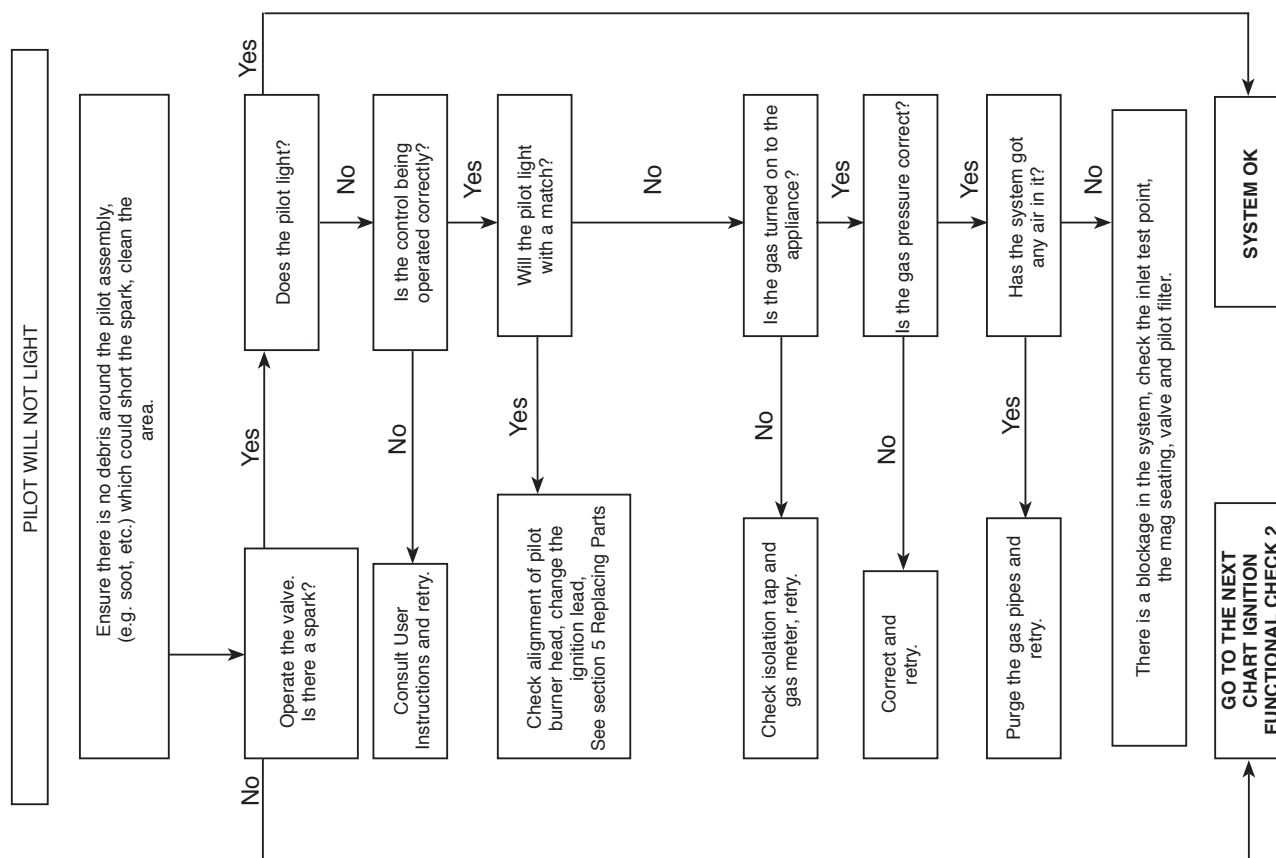 PILOT WILL NOT LIGHT
Ensure there is no debris around the pilot assembly,
(e.g. soot, etc.) which could short the spark, clean the
area.
Operate the valve.
Is there a spark?
No
Yes
Does the pilot light?
Yes
No
Is the control being
operated correctly?
No
Consult User
Instructions and retry.
Yes
Will the pilot light
with a match?
Yes
Check alignment of pilot
burner head, change the
ignition lead,
See section 5 Replacing Parts
No
Is the gas turned on to the
appliance?
No
Check isolation tap and
gas meter, retry.
Yes
Is the gas pressure correct?
No
Correct and
retry.
Yes
Has the system got
any air in it?
Yes
Purge the gas pipes and
retry.
No
There is a blockage in the system, check the inlet test point,
the mag seating, valve and pilot filter.
GO TO THE NEXT
CHART IGNITION
FUNCTIONAL CHECK 2
SYSTEM OK